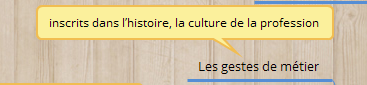 inscrits dans l'histoire, la culture de la profession
Les gestes de métier